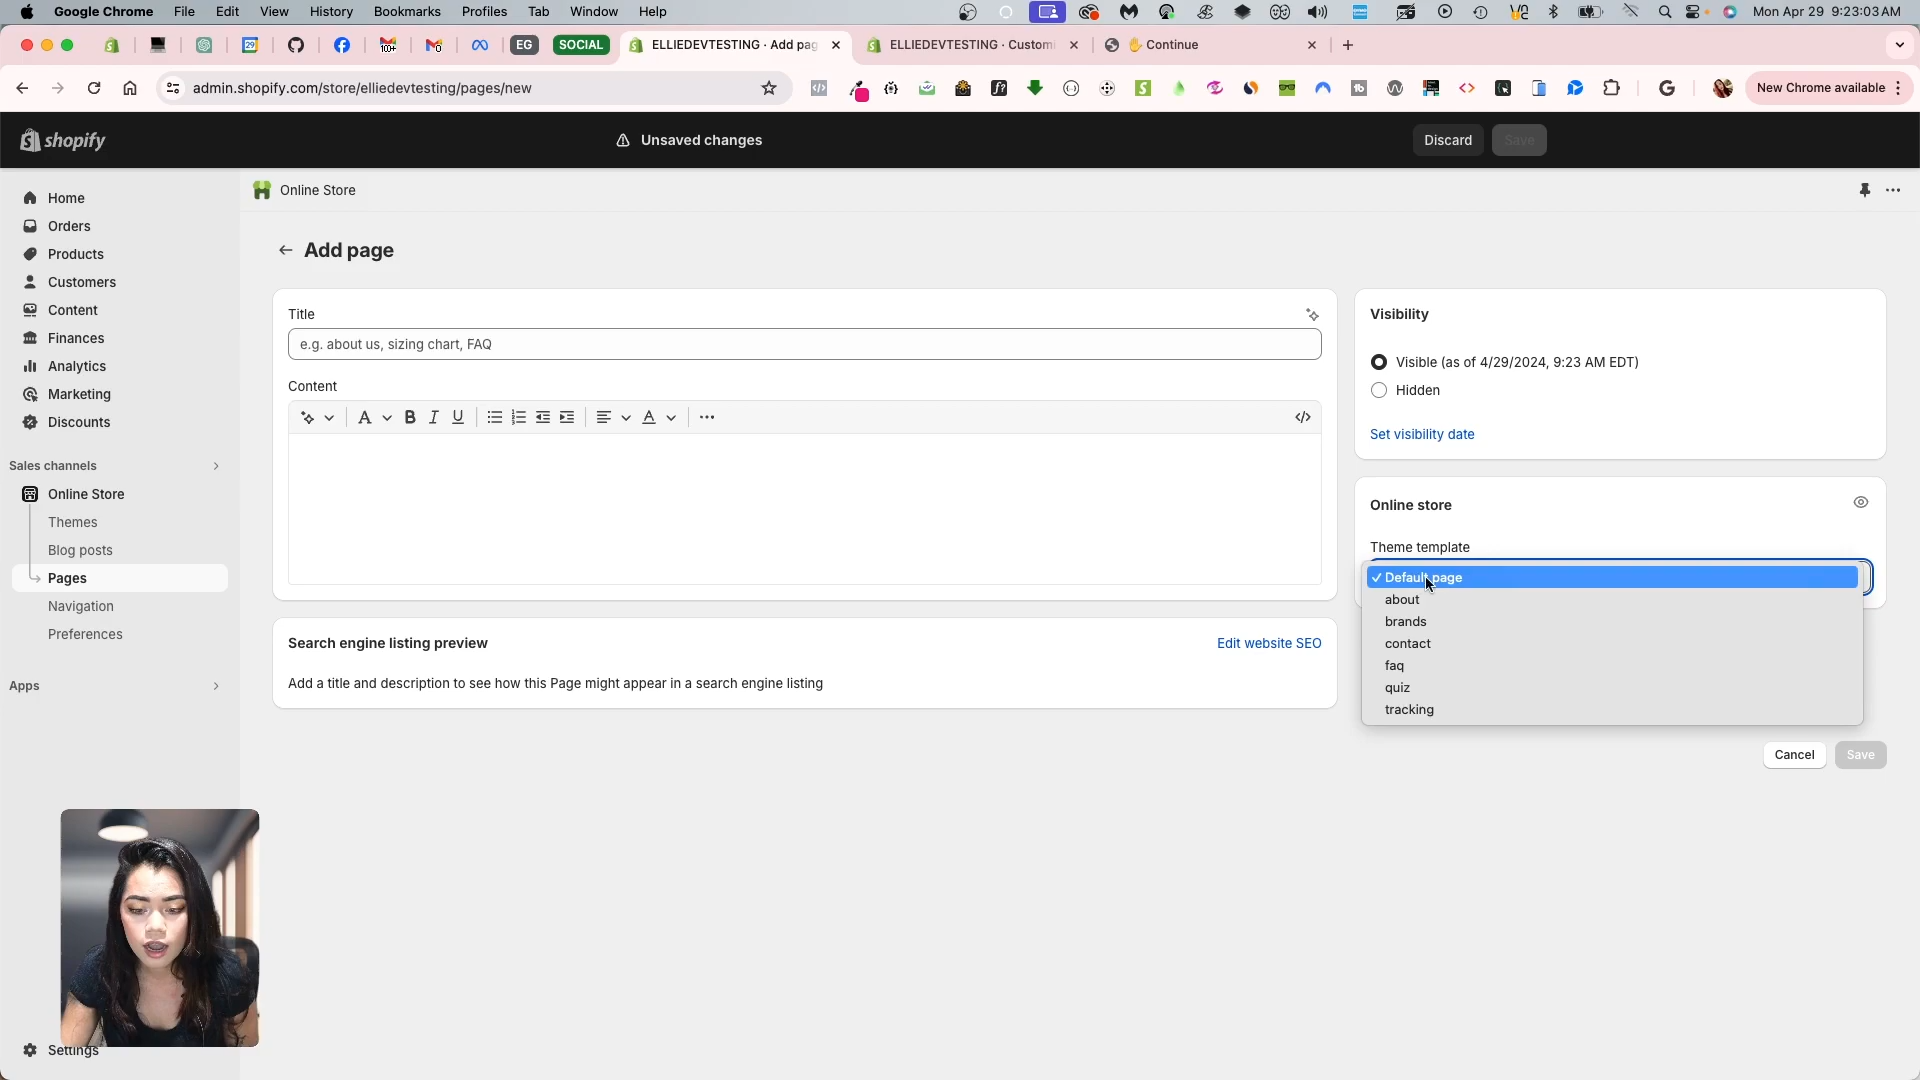 Google Chrome File Edit View History Bookmarks Profiles Tab Window Help Mon Apr 29 9:23:03 AM
100+ EG SOCIAL ELLIEDEVTESTING · Add pag ELLIEDEVTESTING · Customi ✋ Continue
admin.shopify.com/store/elliedevtesting/pages/new New Chrome available
shopify Unsaved changes Discard Save
Home
Orders
Products
Customers
Content
Finances
Analytics
Marketing
Discounts
Sales channels
Online Store
Themes
Blog posts
Pages
Navigation
Preferences
Apps
Settings
Online Store
Add page
Title
e.g. about us, sizing chart, FAQ
Content
Search engine listing preview Edit website SEO
Add a title and description to see how this Page might appear in a search engine listing
Visibility
Visible (as of 4/29/2024, 9:23 AM EDT)
Hidden
Set visibility date
Online store
Theme template
✓ Default page
about
brands
contact
faq
quiz
tracking
Cancel Save